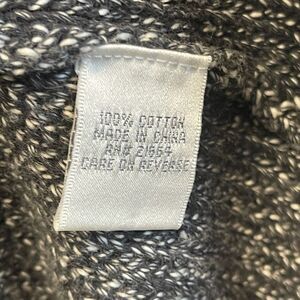 100% COTTON
MADE IN CHINA
RN# 21664
CARE ON REVERSE